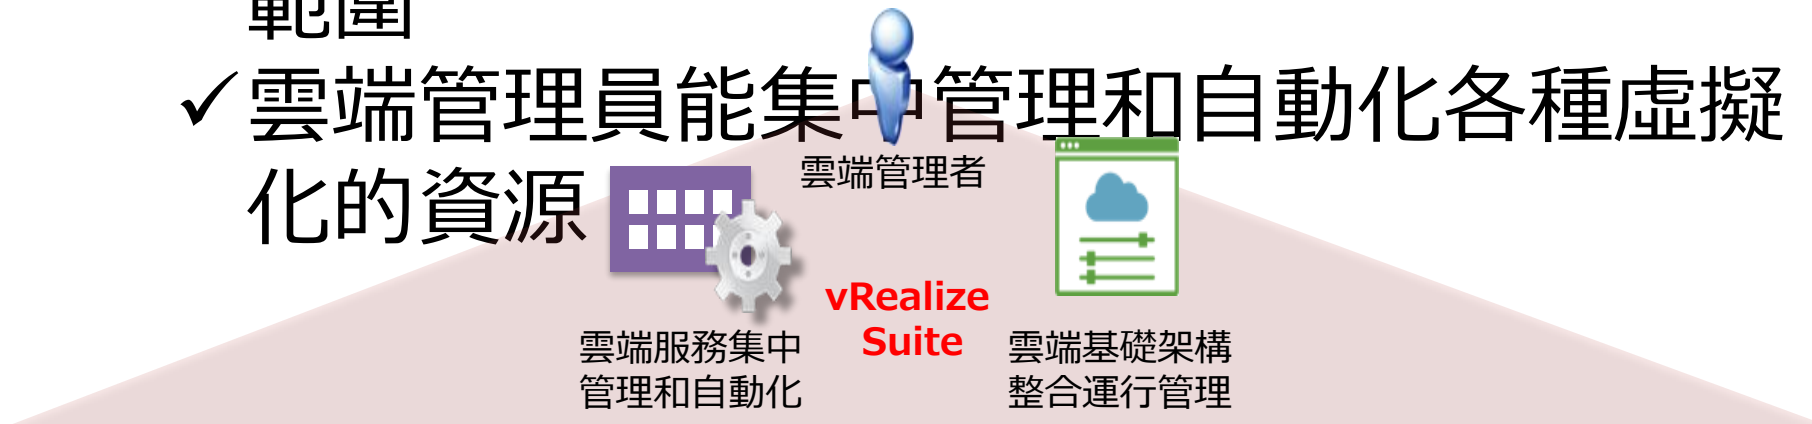 範圍
✓雲端管理員能集中管理和自動化各種虛擬
化的資源
雲端管理者
vRealize
Suite
雲端服務集中
管理和自動化
雲端基礎架構
整合運行管理